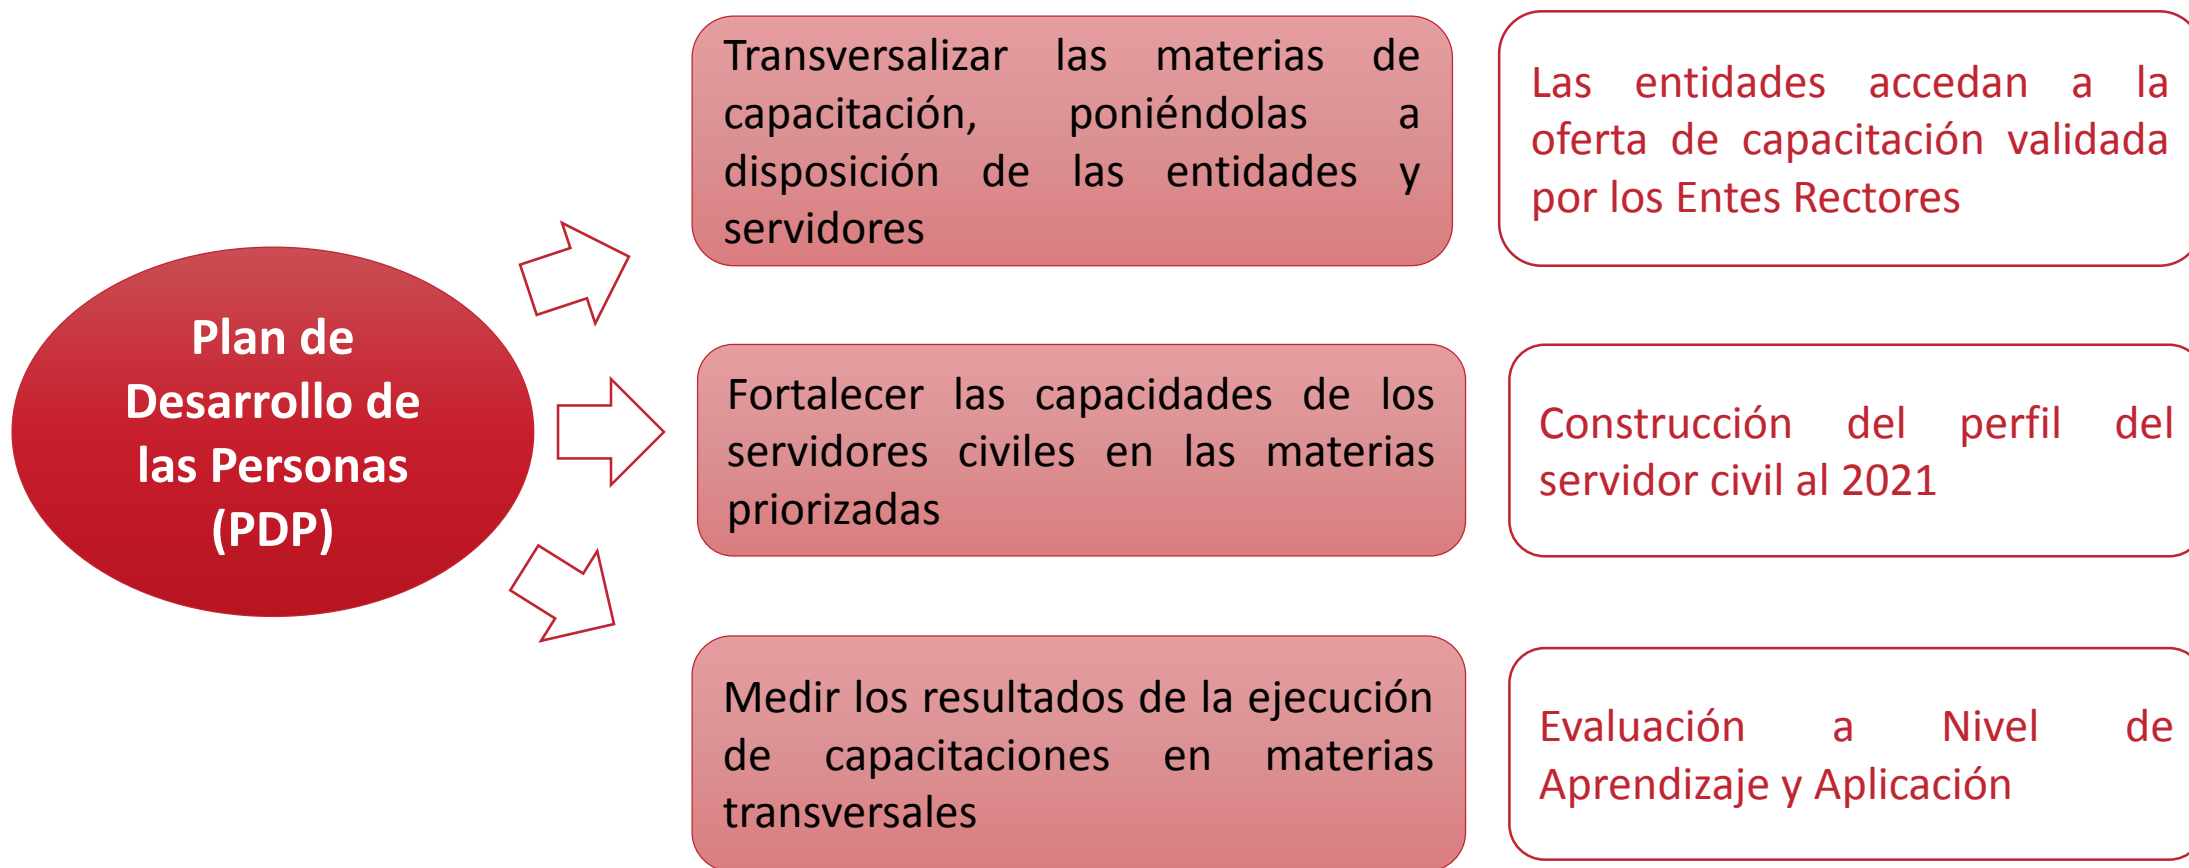 Plan de
Desarrollo de
las Personas
(PDP)
Transversalizar las materias de
capacitación, poniéndolas a
disposición de las entidades y
servidores
Las entidades accedan a la
oferta de capacitación validada
por los Entes Rectores
Fortalecer las capacidades de los
servidores civiles en las materias
priorizadas
Construcción del perfil del
servidor civil al 2021
Medir los resultados de la ejecución
de capacitaciones en materias
transversales
Evaluación a Nivel de
Aprendizaje y Aplicación